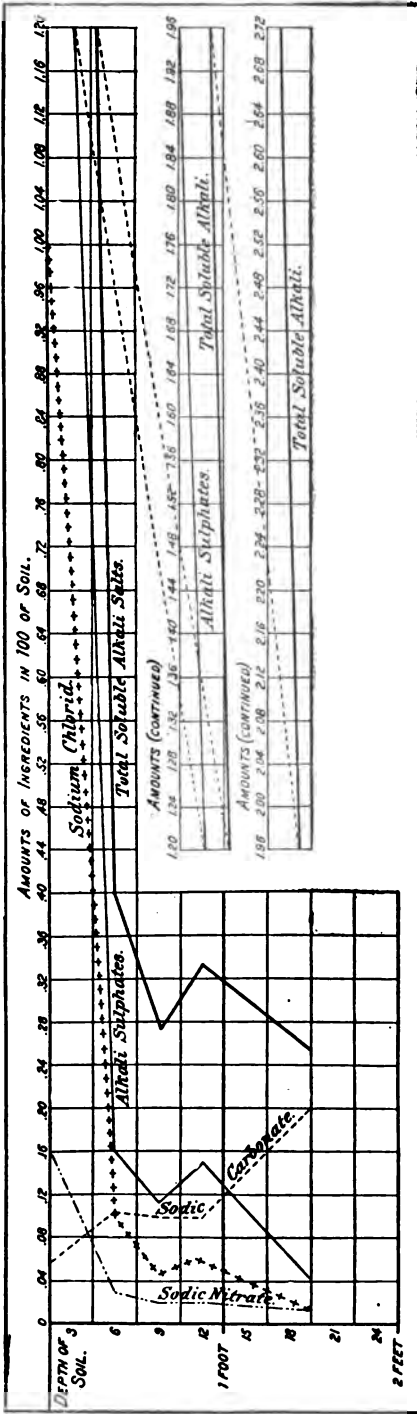 AMOUNTS OF INGREDIENTS IN 100 OF SOIL.
0 .04 .08 .12 .16 .20 .24 .28 .32 .36 .40 .44 .48 .52 .56 .60 .64 .68 .72 .76 .80 .84 .88 .92 .96 1.00 1.04 1.08 1.12 1.16 1.20
DEPTH OF
SOIL.
3
6
9
12
1 FOOT
15
18
21
24
2 FEET
Sodium Chlorid.
Alkali Sulphates.
Total Soluble Alkali Salts.
Sodic Carbonate.
Sodic Nitrate.
AMOUNTS (CONTINUED)
1.20 1.24 1.28 1.32 1.36 1.40 1.44 1.48 1.52 1.56 1.60 1.64 1.68 1.72 1.76 1.80 1.84 1.88 1.92 1.96
Alkali Sulphates.
Total Soluble Alkali.
AMOUNTS (CONTINUED)
1.96 2.00 2.04 2.08 2.12 2.16 2.20 2.24 2.28 2.32 2.36 2.40 2.44 2.48 2.52 2.56 2.60 2.64 2.68 2.72
Total Soluble Alkali.